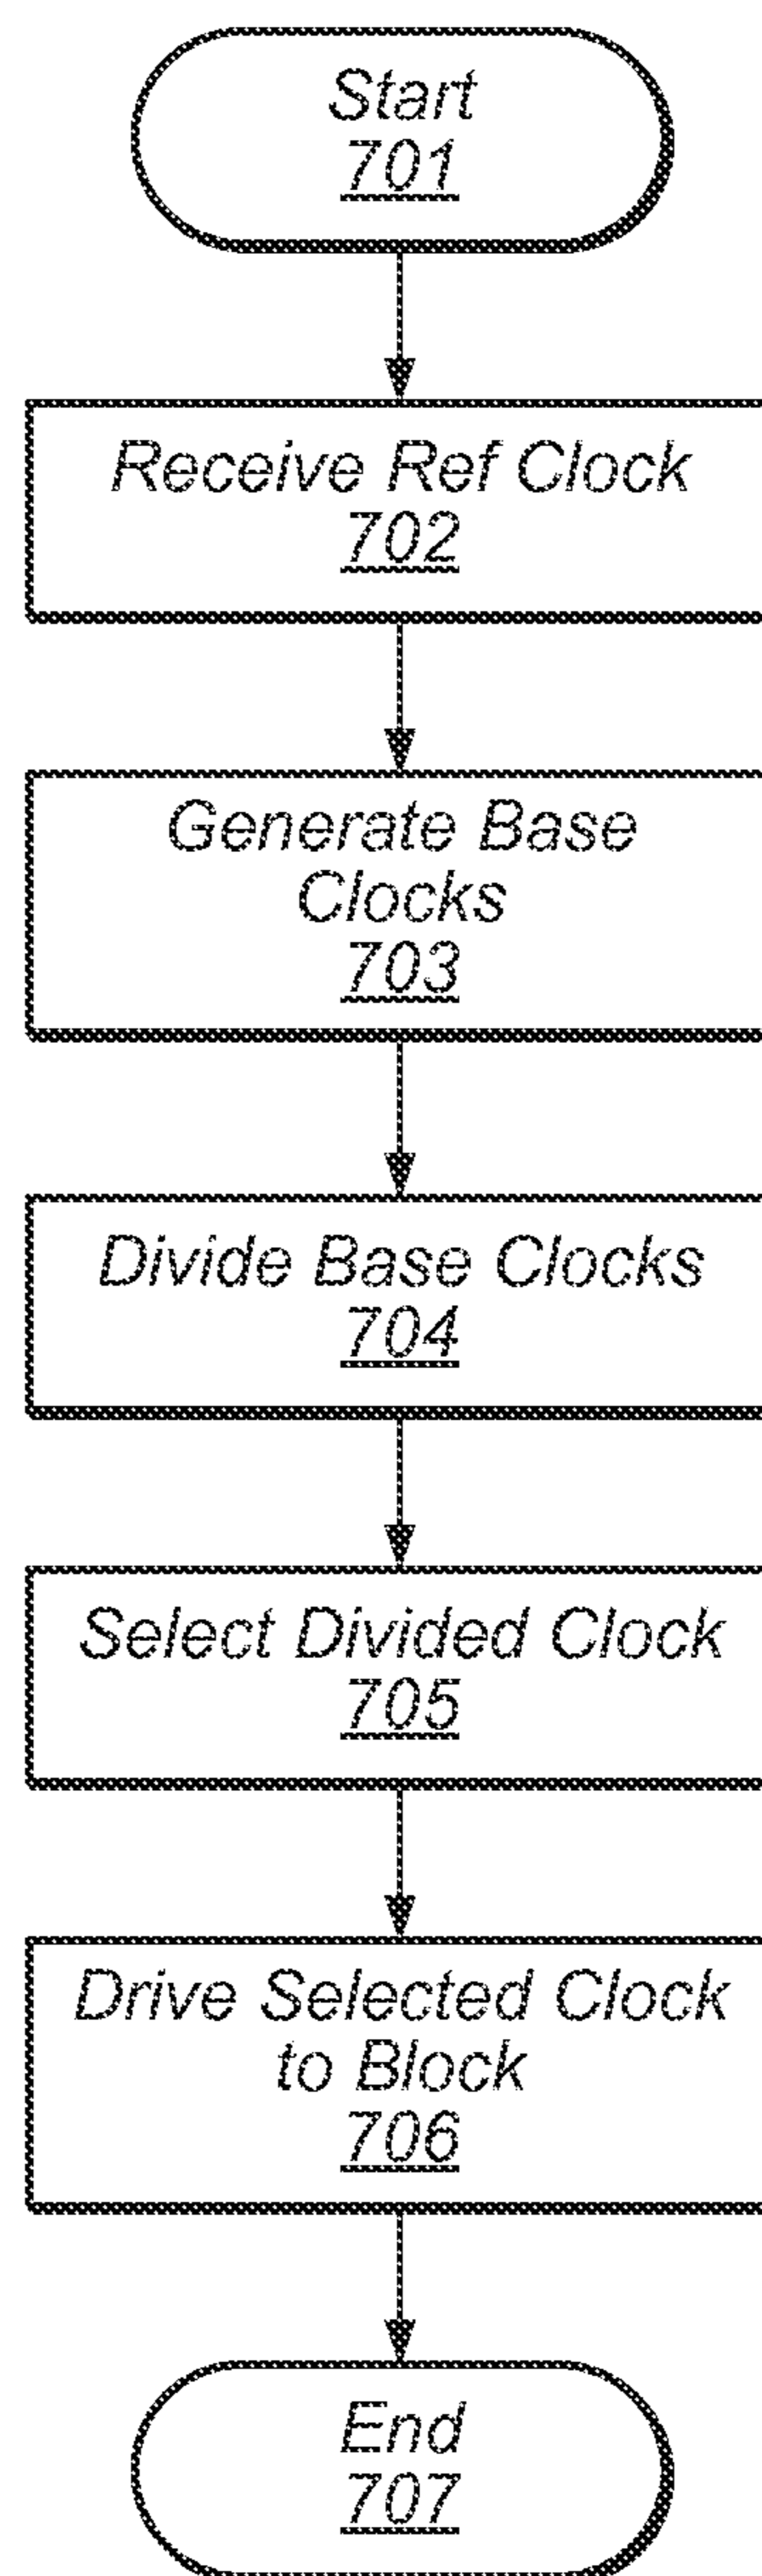 Start
701
Receive Ref Clock
702
Generate Base
Clocks
703
Divide Base Clocks
704
Select Divided Clock
705
Drive Selected Clock
to Block
706
End
707